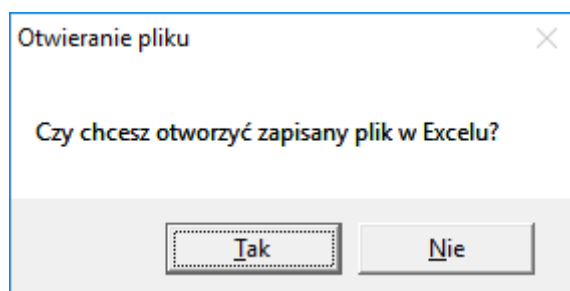 Otwieranie pliku
Czy chcesz otworzyć zapisany plik w Excelu?
Tak
Nie